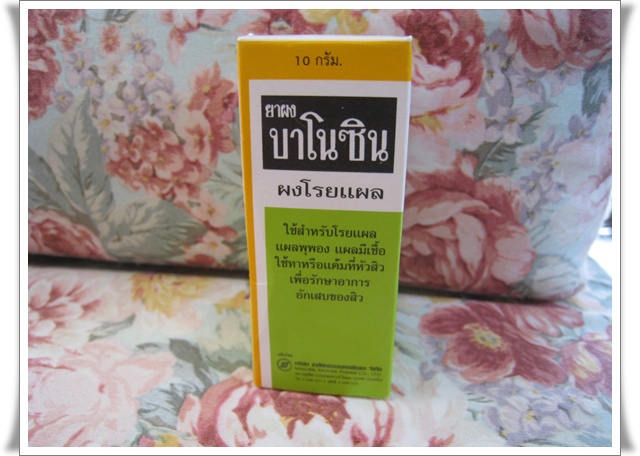 10 กรัม.
ยาผง
บาโนซิน
ผงโรยแผล
ใช้สำหรับโรยแผล
แผลพุพอง แผลมีเชื้อ
ใช้ทาหรือแต้มที่หัวสิว
เพื่อรักษาอาการ
อักเสบของสิว